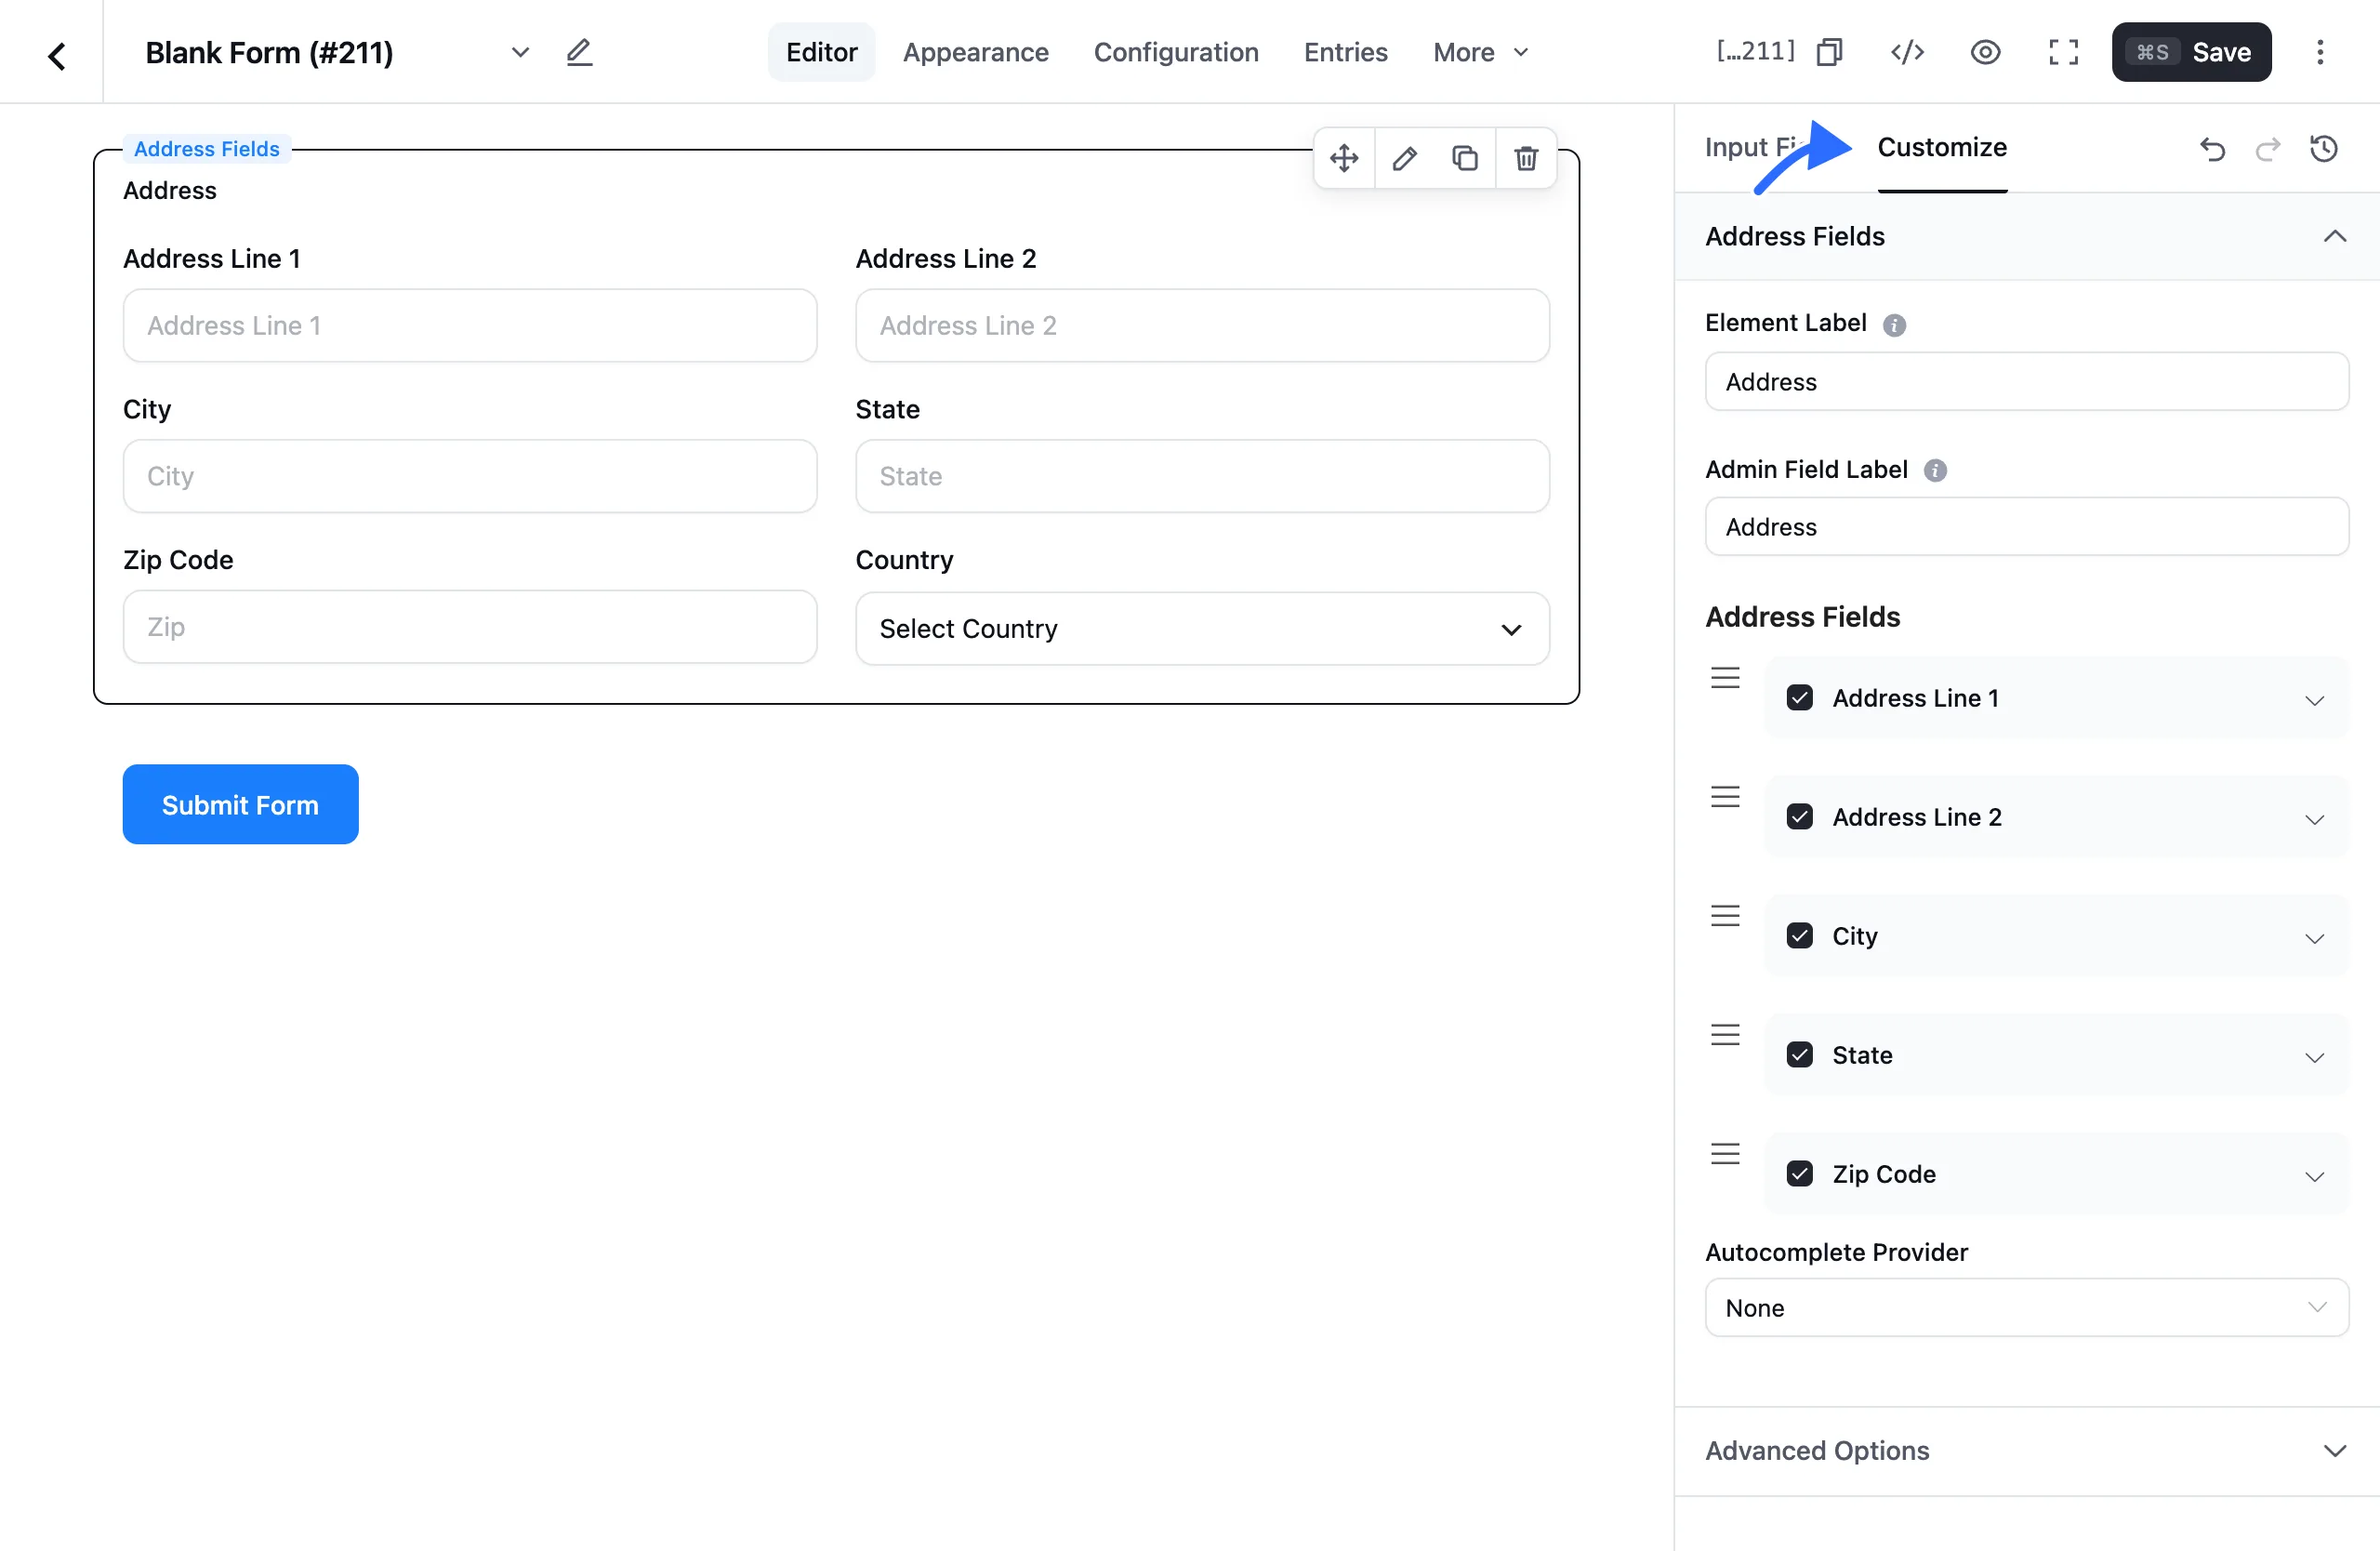 Blank Form (#211)
Editor
Appearance
Configuration
Entries
More
[…211]
⌘S Save
Address Fields
Address
Address Line 1
Address Line 2
Address Line 1
Address Line 2
City
State
City
State
Zip Code
Country
Zip
Select Country
Submit Form
Input Fi
Customize
Address Fields
Element Label
Address
Admin Field Label
Address
Address Fields
Address Line 1
Address Line 2
City
State
Zip Code
Autocomplete Provider
None
Advanced Options